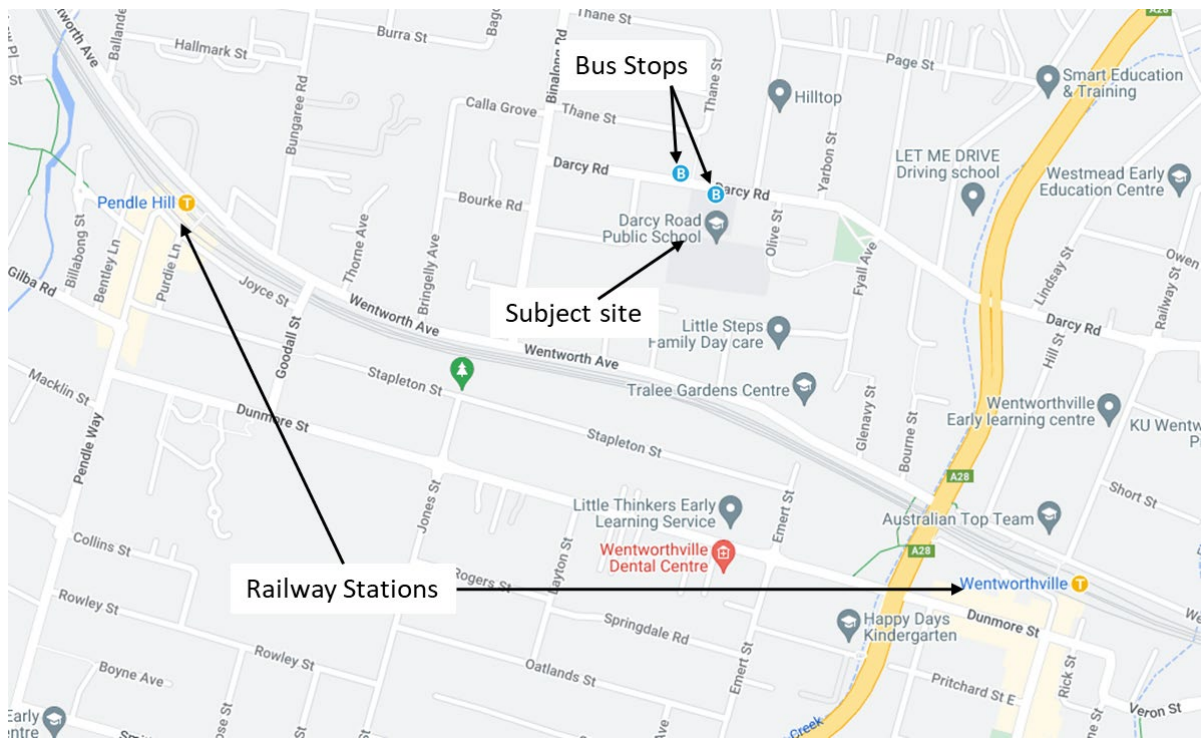 Wentworth Ave
Hallmark St
Burra St
Binalong Rd
Thane St
Bus Stops
Page St
A28
Smart Education
& Training
Hilltop
Bungaree Rd
Calla Grove
Thane St
Thane St
Yarbon St
LET ME DRIVE
Driving school
Westmead Early
Education Centre
Darcy Rd
B
B
Darcy Rd
Pendle Hill
T
Bourke Rd
Darcy Road
Public School
Olive St
Billabong St
Bentley Ln
Purdie Ln
Thorne Ave
Bringelly Ave
Fyall Ave
Lindsay St
Owen
Railway St
Gilba Rd
Joyce St
Wentworth Ave
Subject site
Goodall St
Wentworth Ave
Little Steps
Family Day care
Darcy Rd
Hill St
Macklin St
Stapleton St
Tralee Gardens Centre
Wentworthville
Early learning centre
KU Wentw
Dunmore St
Pendle Way
Stapleton St
Glenavy St
Bourne St
A28
Short St
Jones St
Little Thinkers Early
Learning Service
Emert St
Australian Top Team
Collins St
Layton St
Wentworthville
Dental Centre
A28
Railway Stations
Rogers St
Wentworthville
T
Rowley St
Springdale Rd
Happy Days
Kindergarten
Dunmore St
Rowley St
Boyne Ave
Oatlands St
Emert St
Rick St
Pritchard St E
Veron St
Early
entre
Creek